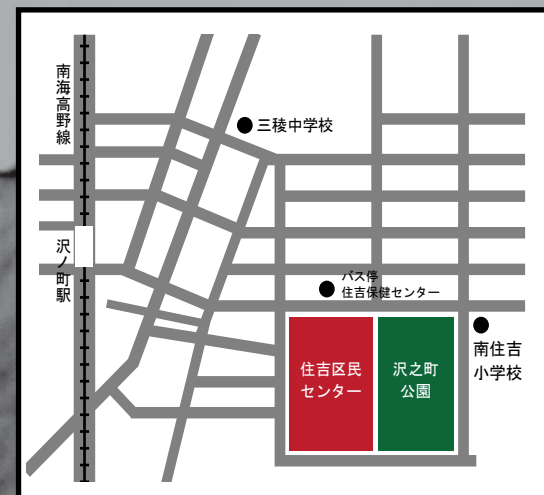 南海高野線
三稜中学校
沢ノ町駅
バス停
住吉保健センター
南住吉
小学校
住吉区民
センター
沢之町
公園